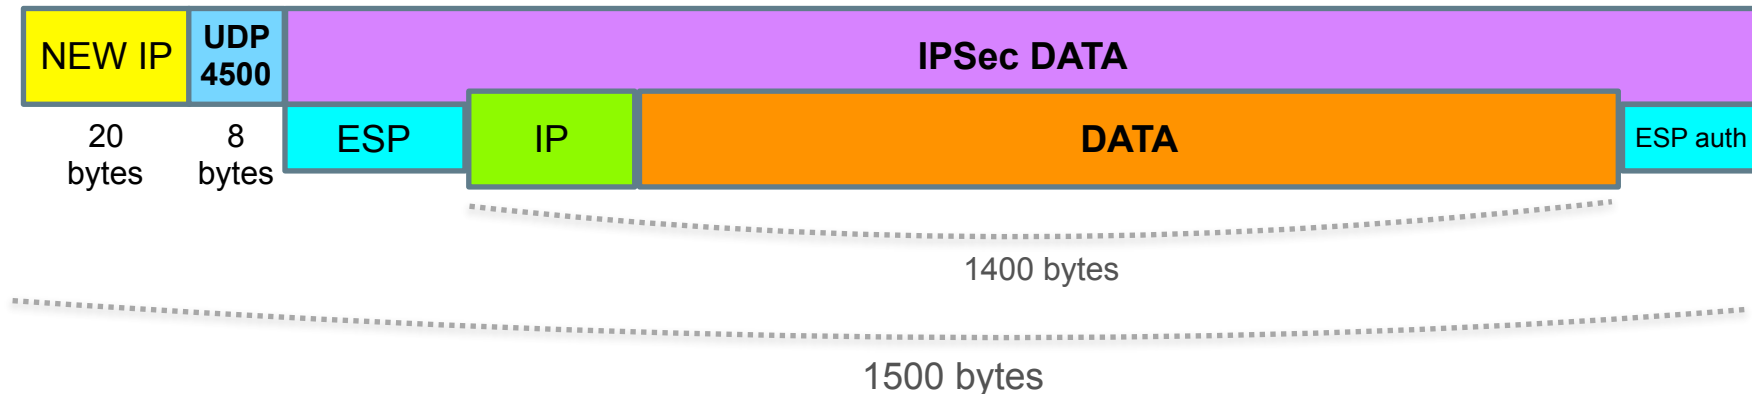 NEW IP
UDP
4500
IPSec DATA
20
bytes
8
bytes
ESP
IP
DATA
ESP auth
1400 bytes
1500 bytes